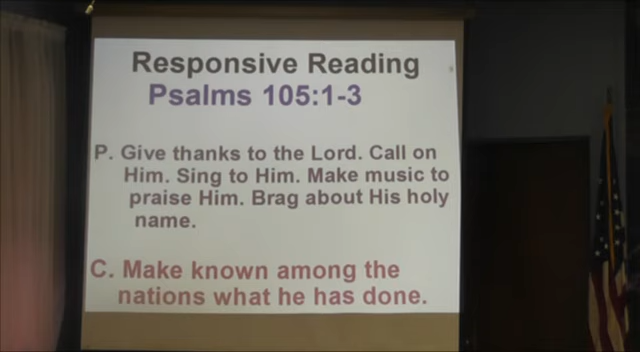 Responsive Reading
Psalms 105:1-3
P. Give thanks to the Lord. Call on
Him. Sing to Him. Make music to
praise Him. Brag about His holy
name.
C. Make known among the
nations what he has done.